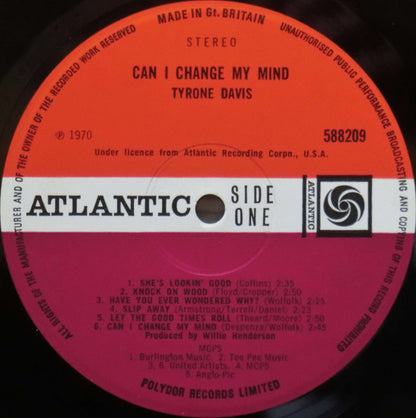 MADE IN Gt. BRITAIN
UNAUTHORISED PUBLIC PERFORMANCE BROADCASTING AND COPYING OF THIS RECORD PROHIBITED
ALL RIGHTS OF THE MANUFACTURER AND OF THE OWNER OF THE RECORDED WORK RESERVED
STEREO
CAN I CHANGE MY MIND
TYRONE DAVIS
℗ 1970
588209
Under licence from Atlantic Recording Corpn., U.S.A.
ATLANTIC
SIDE
ONE
ATLANTIC
1. SHE'S LOOKIN' GOOD (Collins) 2:25
2. KNOCK ON WOOD (Floyd/Cropper) 2:50
3. HAVE YOU EVER WONDERED WHY? (Wolfolk) 2:25
4. SLIP AWAY (Armstrong/Terrell/Daniel) 2:31
5. LET THE GOOD TIMES ROLL (Theard/Moore) 2:50
6. CAN I CHANGE MY MIND (Despenza/Wolfolk) 2:45
Produced by Willie Henderson
MCPS
1. Burlington Music. 2. Tee Pee Music
3. 6. United Artists. 4. MCPS
5. Anglo-Pic
POLYDOR RECORDS LIMITED